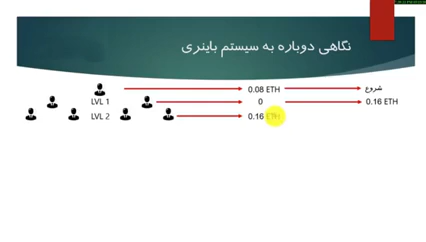 نگاهی دوباره به سیستم باینری
0.08 ETH شروع
LVL 1 0 0.16 ETH
LVL 2 0.16 ETH